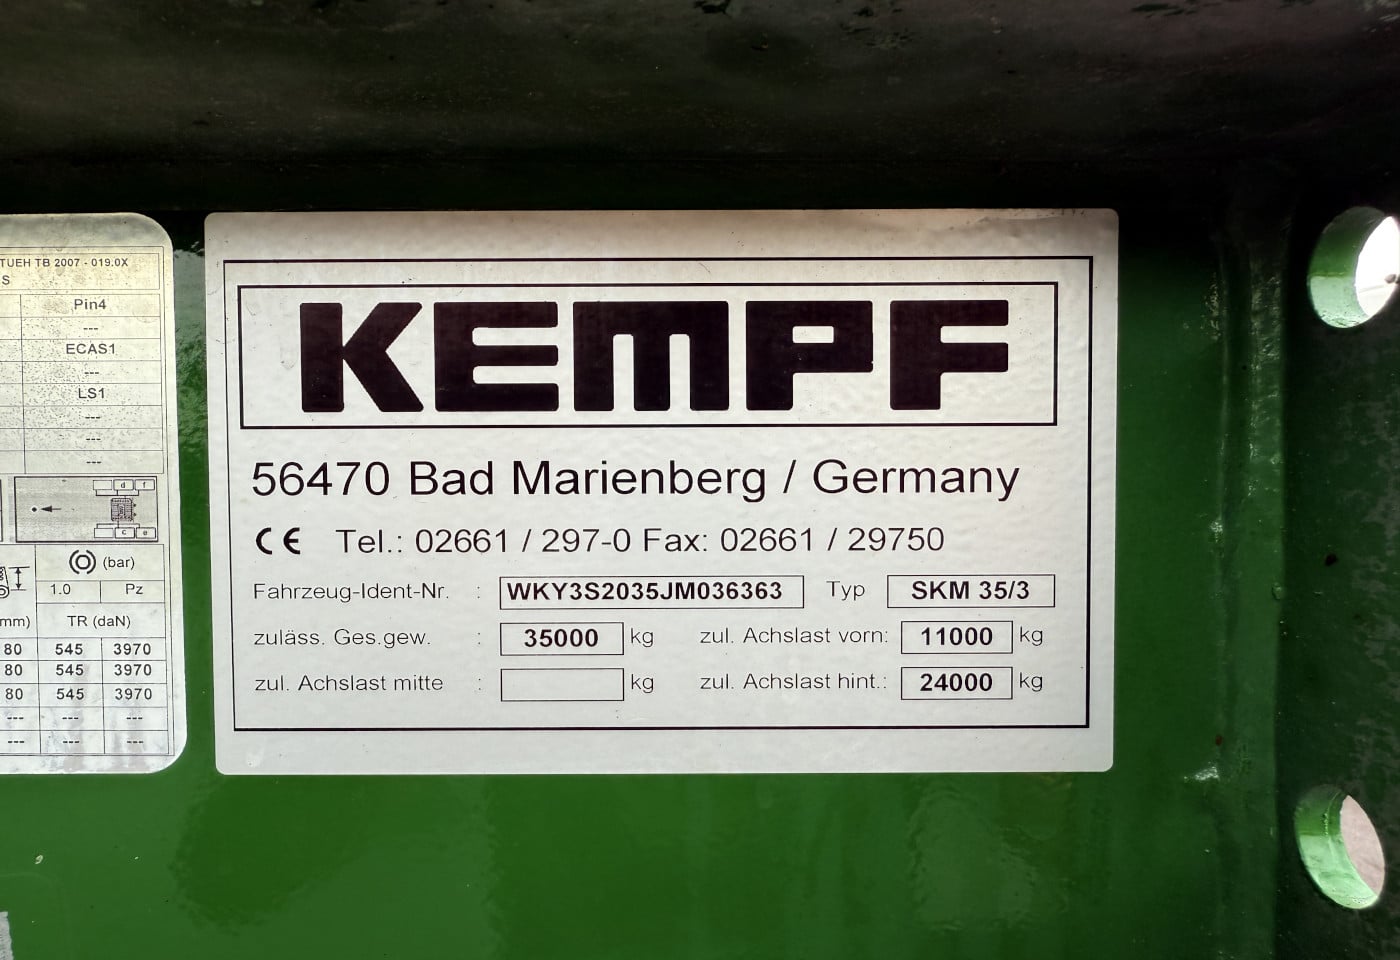 TUEH TB 2007 - 019.0X
S
Pin4
---
ECAS1
---
LS1
---
---
---
d f
c e
(bar)
1.0 Pz
mm) TR (daN)
80 545 3970
80 545 3970
80 545 3970
--- --- ---
--- --- ---
KEMPF
56470 Bad Marienberg / Germany
CE Tel.: 02661 / 297-0 Fax: 02661 / 29750
Fahrzeug-Ident-Nr. : WKY3S2035JM036363 Typ SKM 35/3
zuläss. Ges.gew. : 35000 kg zul. Achslast vorn: 11000 kg
zul. Achslast mitte : kg zul. Achslast hint.: 24000 kg